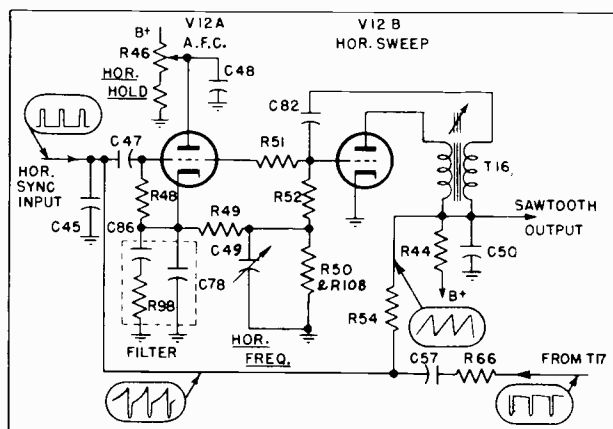 V12A
A.F.C.
V12 B
HOR. SWEEP
B+
R46
HOR.
HOLD
C48
C82
C47
R51
T16
HOR.
SYNC
INPUT
R48
R52
C45
C86
R49
SAWTOOTH
OUTPUT
C49
R44
C50
R50
& R108
C78
B+
R98
R54
FILTER
HOR.
FREQ.
C57
R66
FROM T17